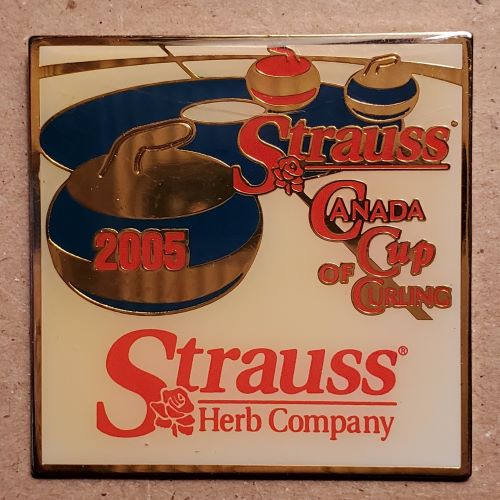 Strauss
CANADA
CUP
OF
CURLING
2005
Strauss®
Herb Company